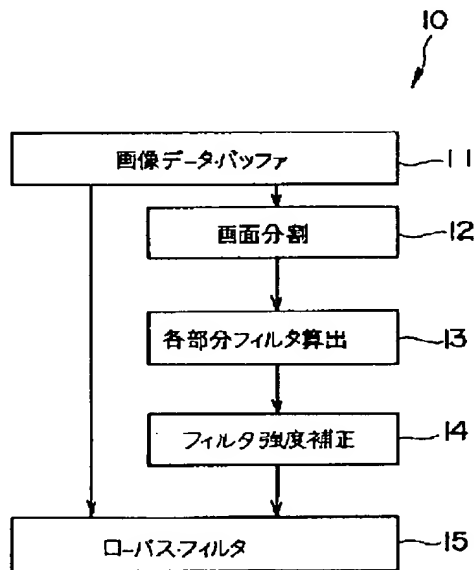 10
画像データ・バッファ
11
画面分割
12
各部分フィルタ算出
13
フィルタ強度補正
14
ローパス・フィルタ
15